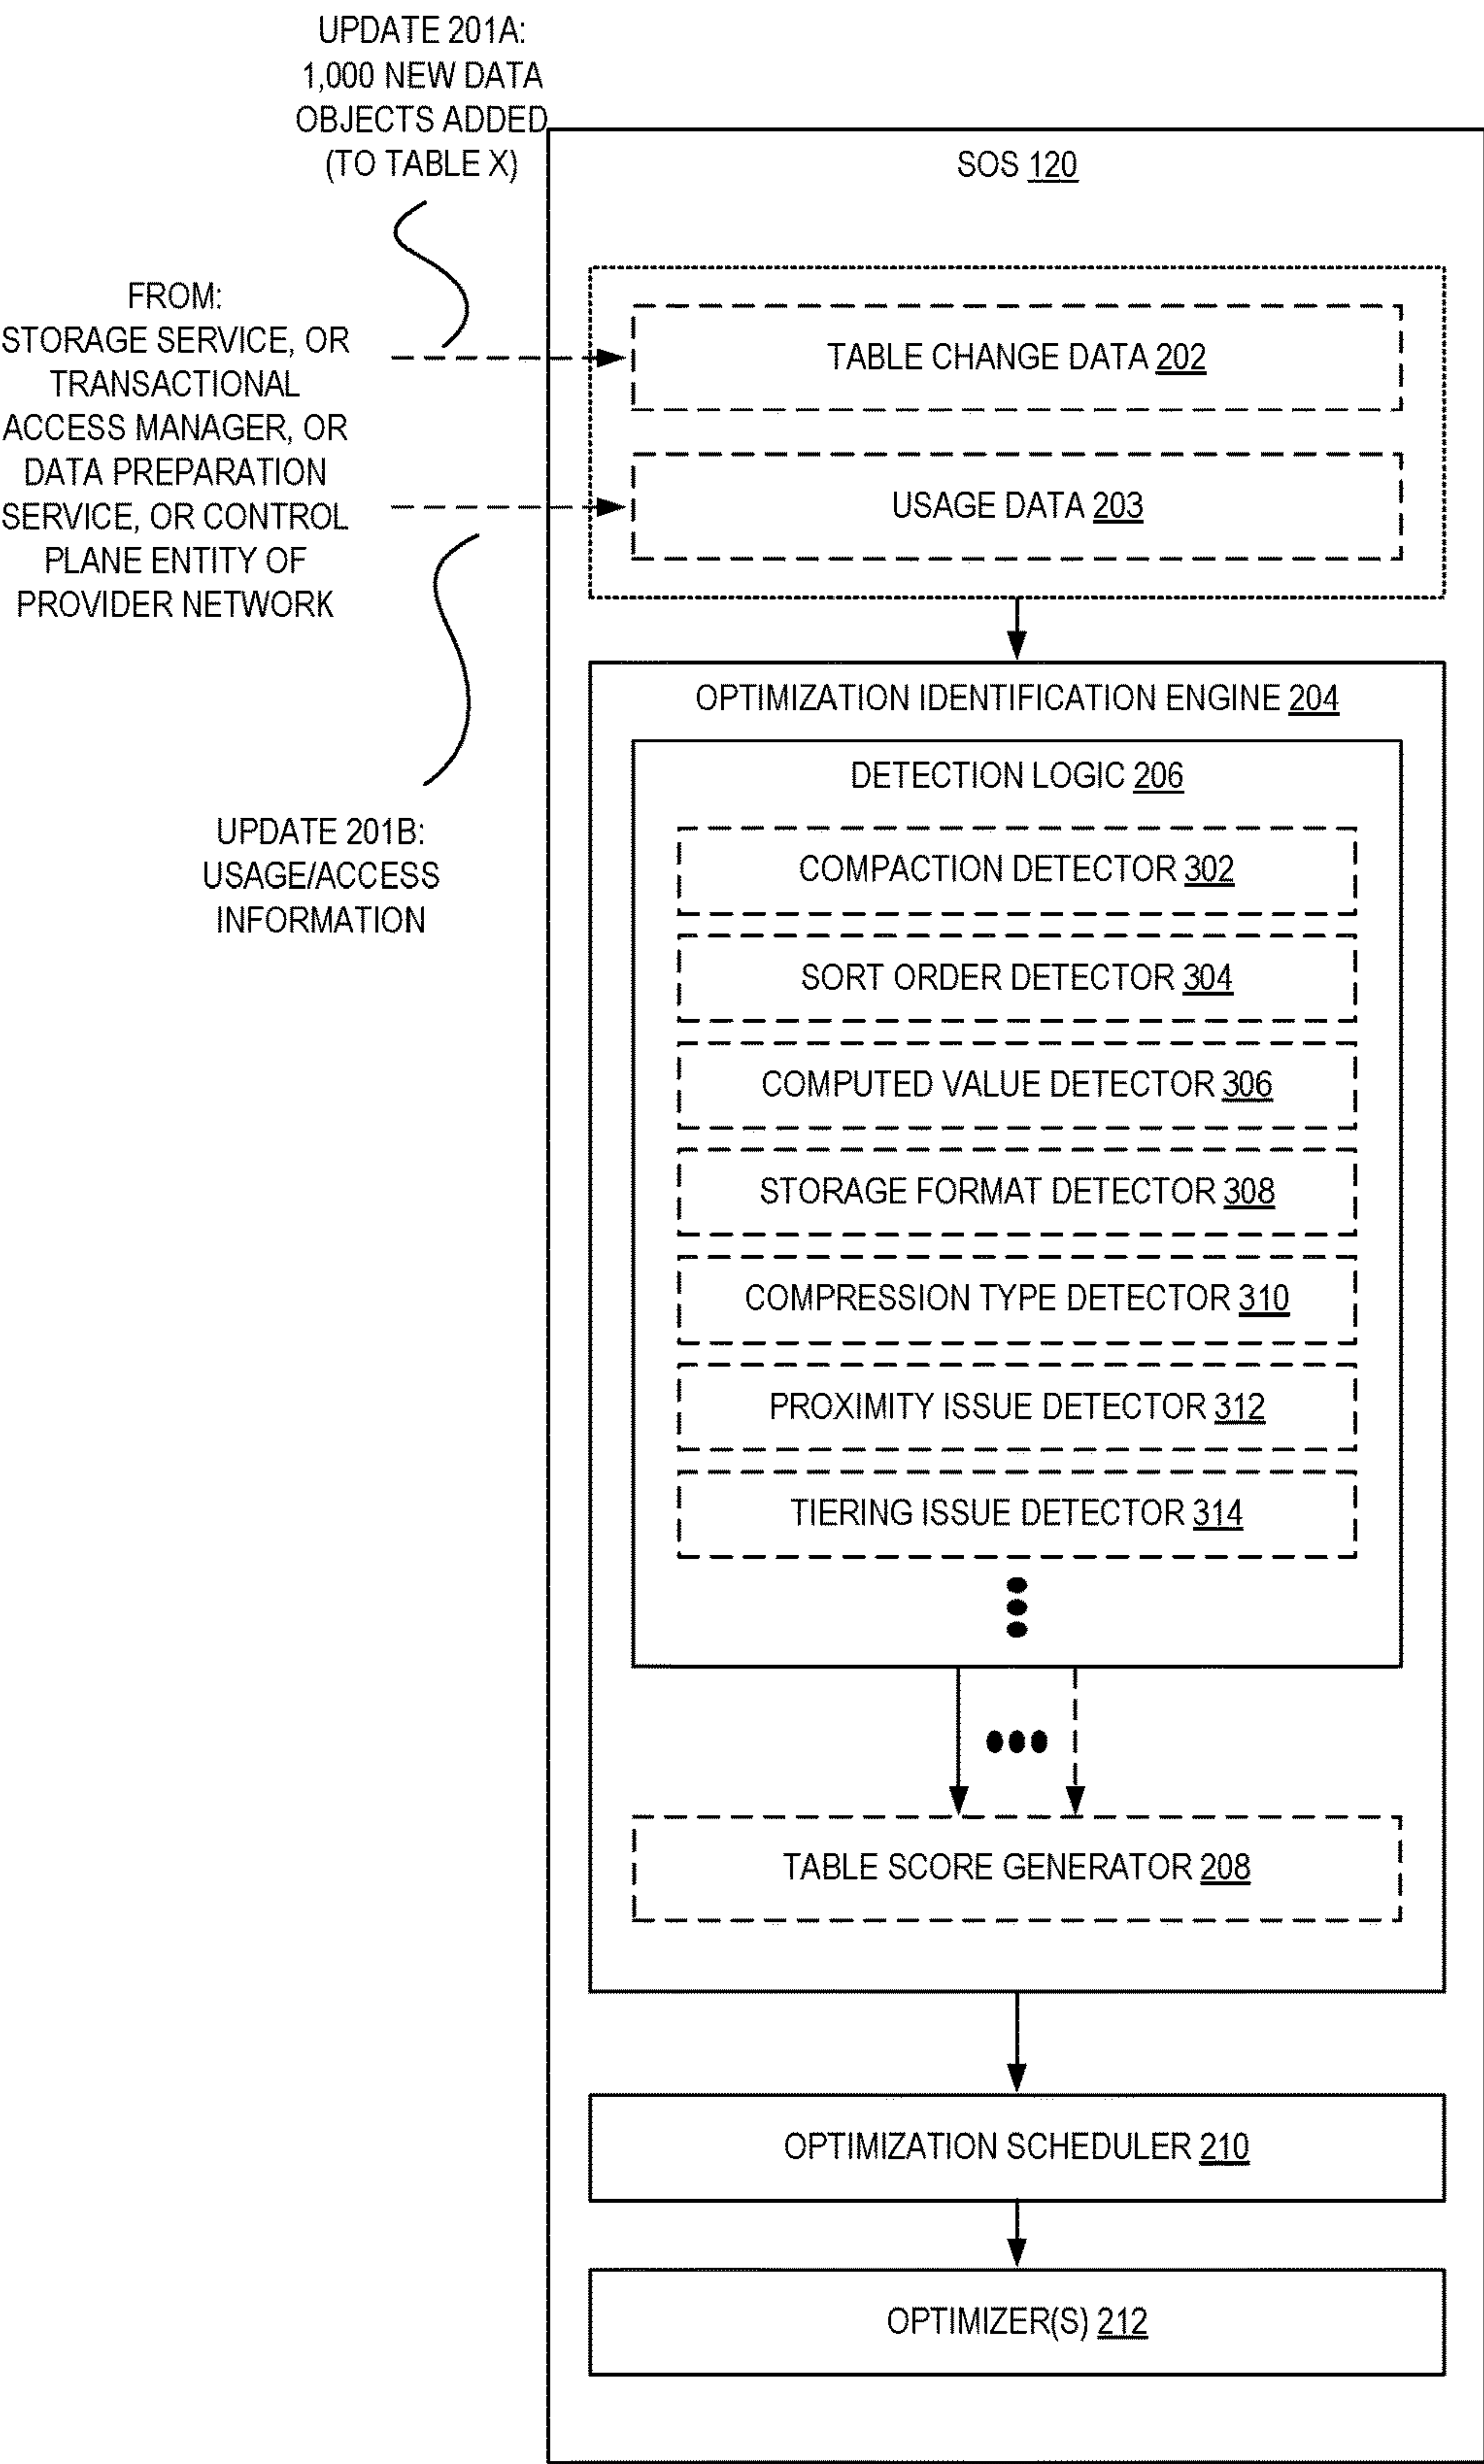 UPDATE 201A:
1,000 NEW DATA
OBJECTS ADDED
(TO TABLE X)
SOS 120
FROM:
STORAGE SERVICE, OR
TRANSACTIONAL
ACCESS MANAGER, OR
DATA PREPARATION
SERVICE, OR CONTROL
PLANE ENTITY OF
PROVIDER NETWORK
TABLE CHANGE DATA 202
USAGE DATA 203
UPDATE 201B:
USAGE/ACCESS
INFORMATION
OPTIMIZATION IDENTIFICATION ENGINE 204
DETECTION LOGIC 206
COMPACTION DETECTOR 302
SORT ORDER DETECTOR 304
COMPUTED VALUE DETECTOR 306
STORAGE FORMAT DETECTOR 308
COMPRESSION TYPE DETECTOR 310
PROXIMITY ISSUE DETECTOR 312
TIERING ISSUE DETECTOR 314
TABLE SCORE GENERATOR 208
OPTIMIZATION SCHEDULER 210
OPTIMIZER(S) 212